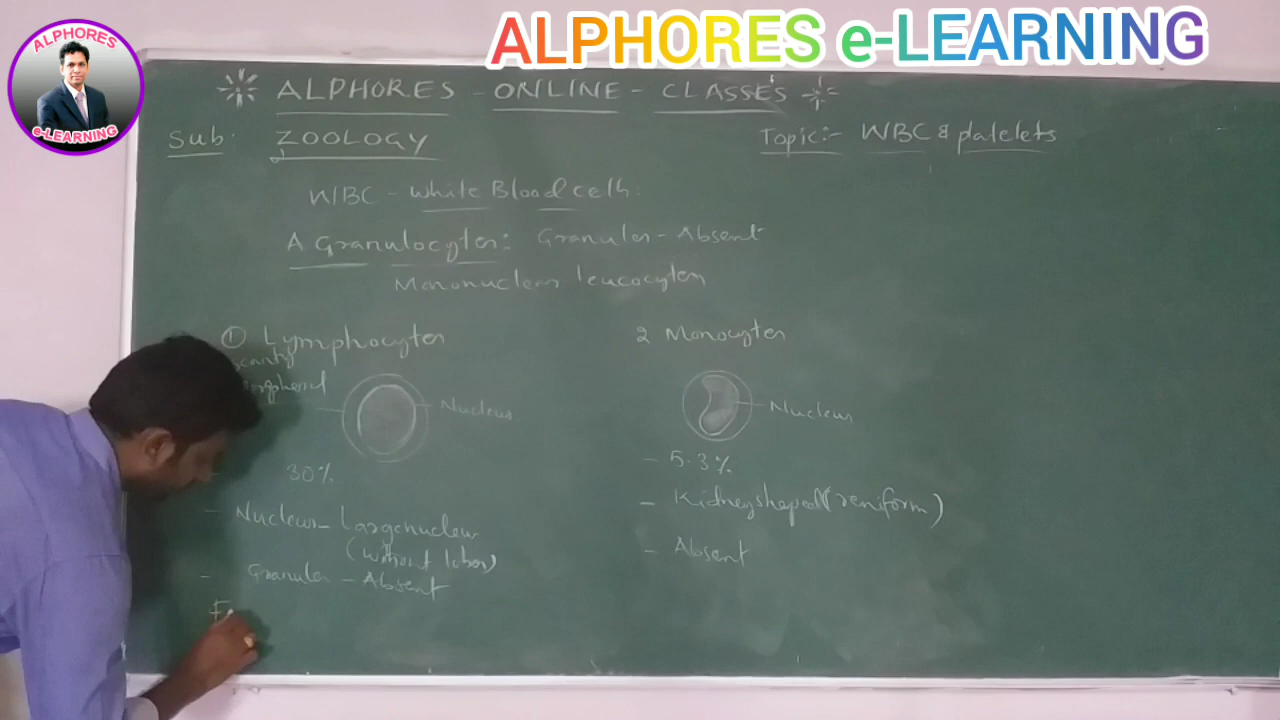 ALPHORES e-LEARNING
ALPHORES
e-LEARNING
ALPHORES - ONLINE - CLASSES
Sub: ZOOLOGY
Topic:- WBC & platelets
WBC - White Blood cells.
A Granulocytes: Granules - Absent
Mononuclear leucocytes
① Lymphocytes
2 Monocytes
scanty
Nucleus
Nucleus
30%
- 5.3%
- Nucleus - Large nucleus
(without lobes)
- Kidney shaped (reniform)
- Granules - Absent
- Absent